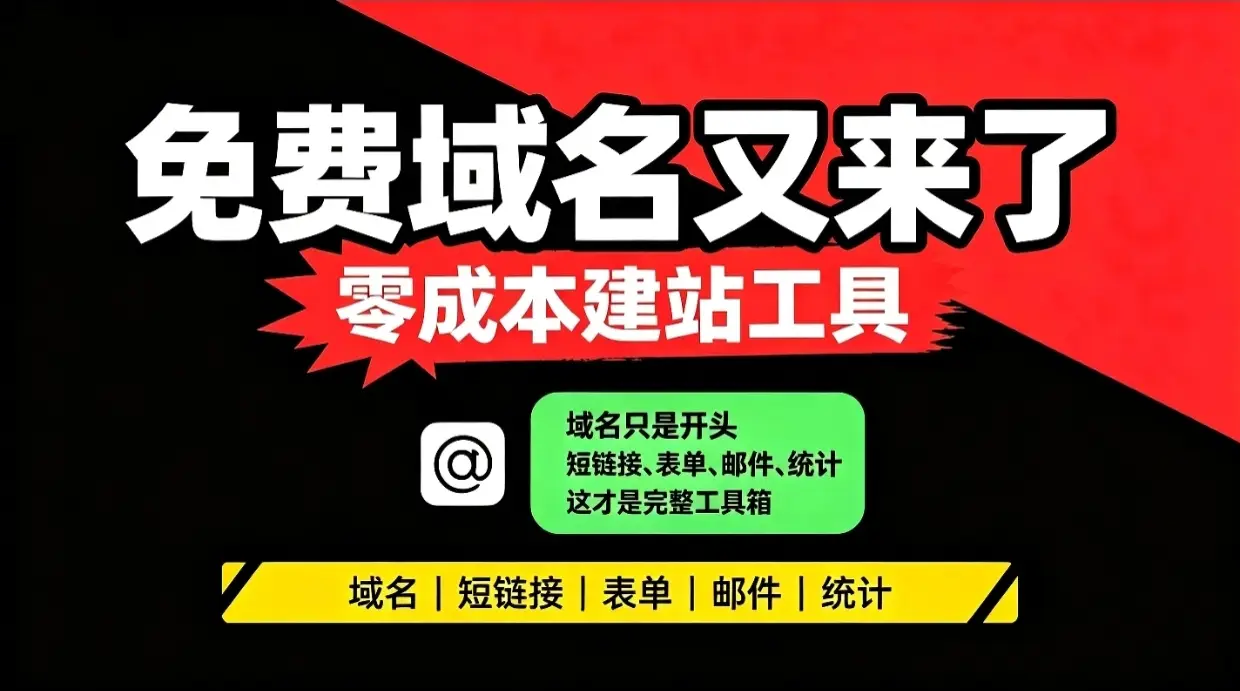 免费域名又来了
零成本建站工具
@
域名只是开头
短链接、表单、邮件、统计
这才是完整工具箱
域名｜短链接｜表单｜邮件｜统计